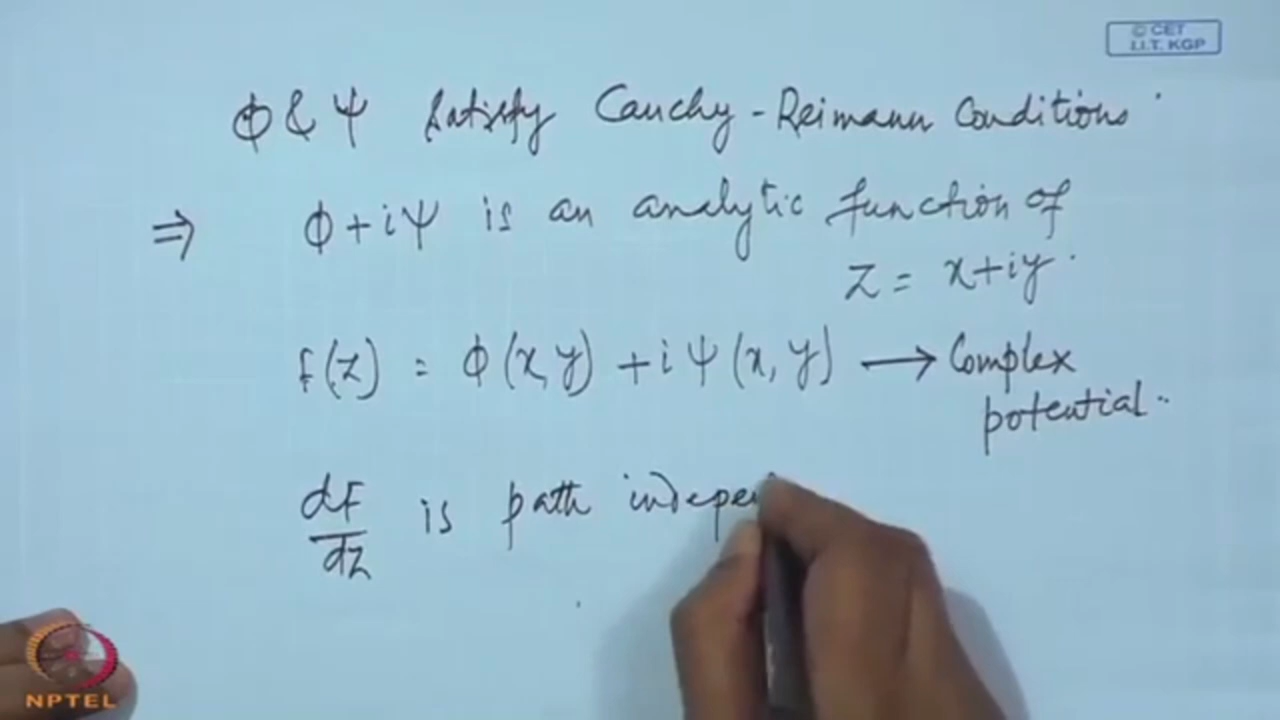 © CET
I.I.T. KGP
Φ & Ψ Satisfy Cauchy-Reimann Conditions.
⇒ Φ + iΨ is an analytic function of
z = x+iy.
F(z) = Φ(x,y) + iΨ(x,y) → Complex
potential.
dF/dz is path indepe
NPTEL